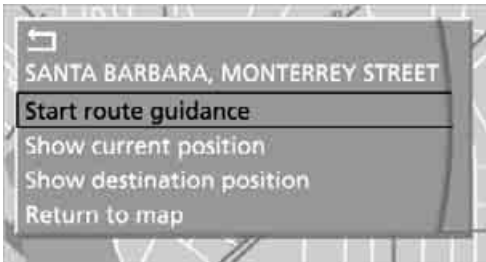 SANTA BARBARA, MONTERREY STREET
Start route guidance
Show current position
Show destination position
Return to map